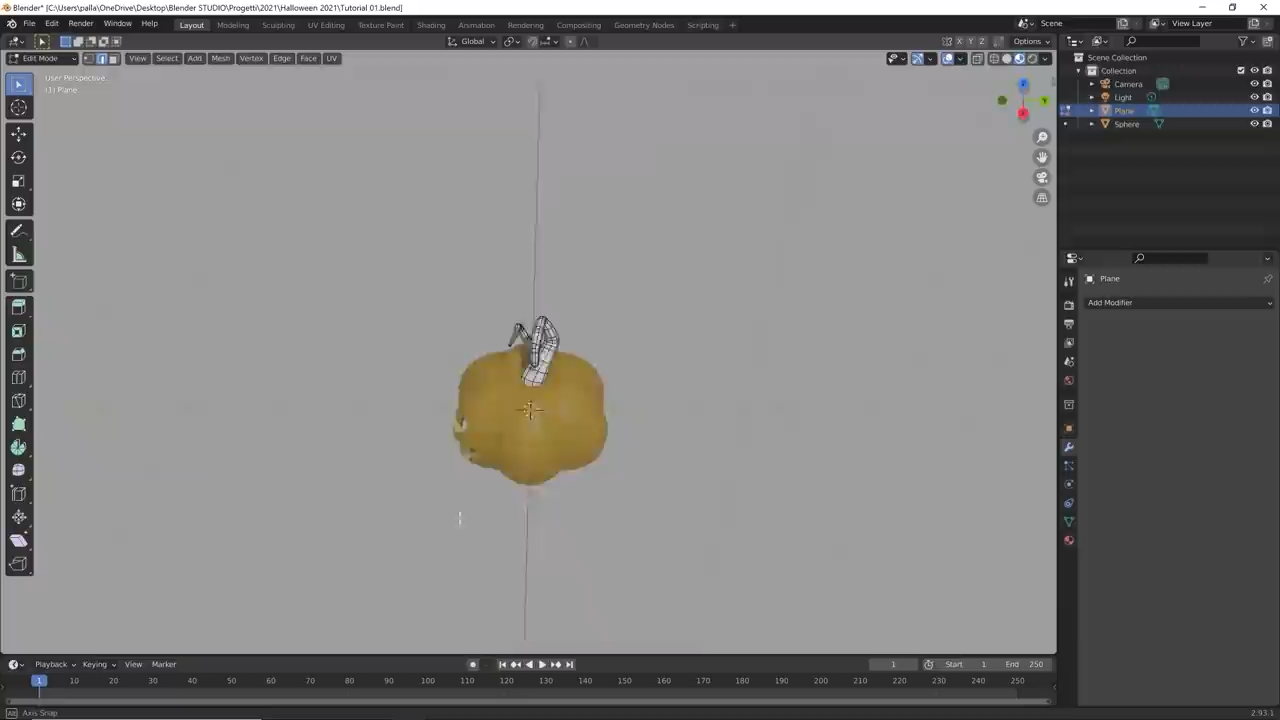 Blender* [C:\Users\palla\OneDrive\Desktop\Blender STUDIO\Progetti\2021\Halloween 2021\Tutorial 01.blend]
File Edit Render Window Help Layout Modeling Sculpting UV Editing Texture Paint Shading Animation Rendering Compositing Geometry Nodes Scripting + Scene View Layer
Global Options
Edit Mode View Select Add Mesh Vertex Edge Face UV
X Y Z
User Perspective
(1) Plane
Y
Scene Collection
Collection
Camera
Light
Plane
Sphere
Plane
Add Modifier
Playback Keying View Marker 1 Start 1 End 250
1 10 20 30 40 50 60 70 80 90 100 110 120 130 140 150 160 170 180 190 200 210 220 230 240 250
Axis Snap 2.93.1